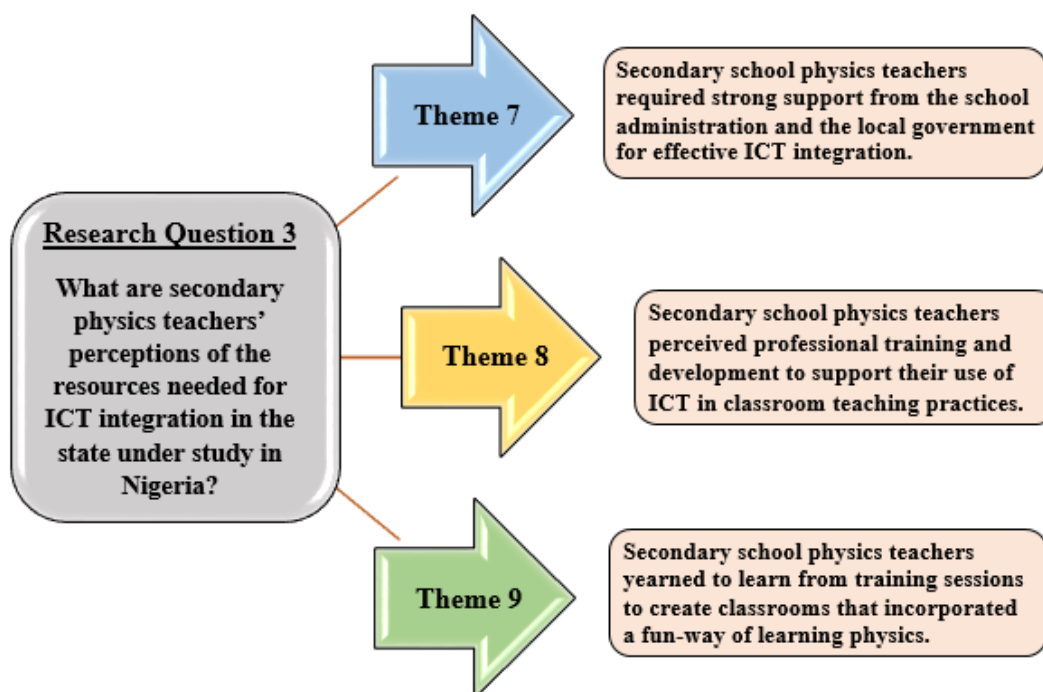 Research Question 3
What are secondary
physics teachers’
perceptions of the
resources needed for
ICT integration in the
state under study in
Nigeria?
Theme 7
Secondary school physics teachers
required strong support from the school
administration and the local government
for effective ICT integration.
Theme 8
Secondary school physics teachers
perceived professional training and
development to support their use of
ICT in classroom teaching practices.
Theme 9
Secondary school physics teachers
yearned to learn from training sessions
to create classrooms that incorporated
a fun-way of learning physics.